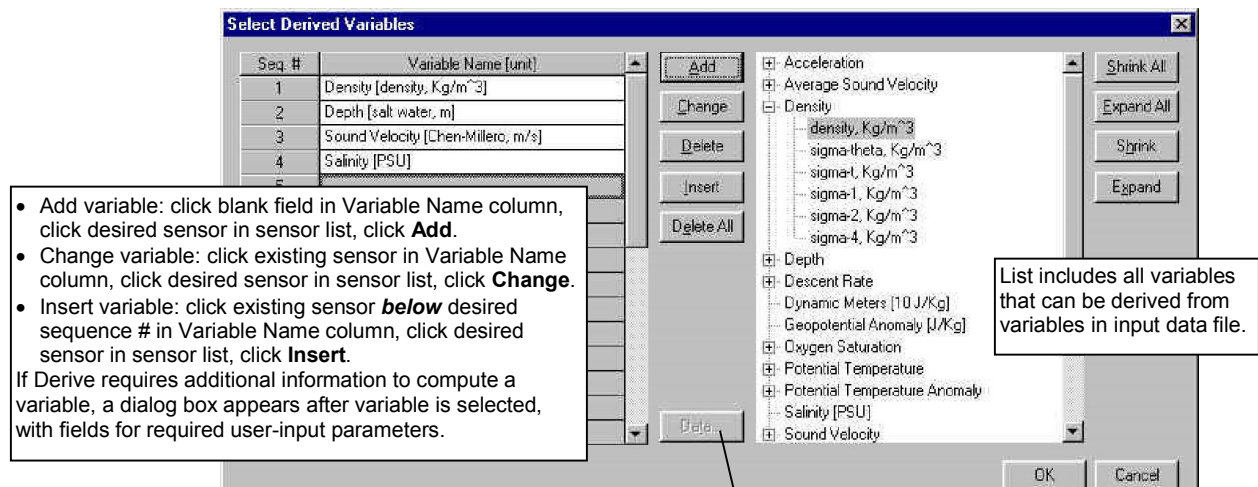 Select Derived Variables
Seq. # Variable Name [unit]
1 Density [density, Kg/m^3]
2 Depth [salt water, m]
3 Sound Velocity [Chen-Millero, m/s]
4 Salinity [PSU]
5
• Add variable: click blank field in Variable Name column,
click desired sensor in sensor list, click Add.
• Change variable: click existing sensor in Variable Name
column, click desired sensor in sensor list, click Change.
• Insert variable: click existing sensor below desired
sequence # in Variable Name column, click desired
sensor in sensor list, click Insert.
If Derive requires additional information to compute a
variable, a dialog box appears after variable is selected,
with fields for required user-input parameters.
Add
Change
Delete
Insert
Delete All
Data...
Acceleration
Average Sound Velocity
Density
density, Kg/m^3
sigma-theta, Kg/m^3
sigma-t, Kg/m^3
sigma-1, Kg/m^3
sigma-2, Kg/m^3
sigma-4, Kg/m^3
Depth
Descent Rate
Dynamic Meters [10 J/Kg]
Geopotential Anomaly [J/Kg]
Oxygen Saturation
Potential Temperature
Potential Temperature Anomaly
Salinity [PSU]
Sound Velocity
Shrink All
Expand All
Shrink
Expand
List includes all variables
that can be derived from
variables in input data file.
OK
Cancel